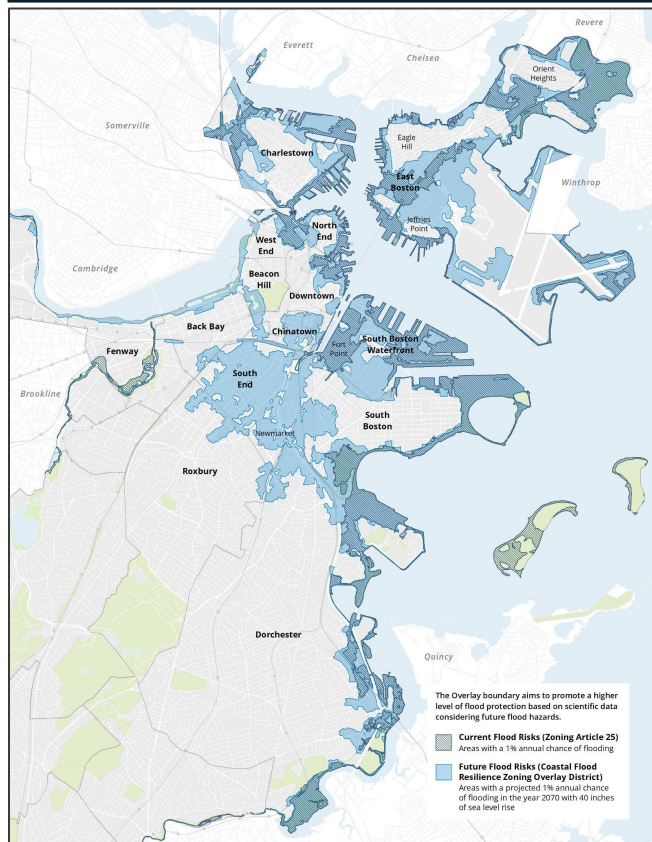 Revere
Everett
Chelsea
Orient
Heights
Somerville
Eagle
Hill
Charlestown
East
Boston
Winthrop
Jeffries
Point
West
End
North
End
Cambridge
Beacon
Hill
Downtown
Back Bay
Chinatown
Fenway
Fort
Point
South Boston
Waterfront
South
End
Brookline
South
Boston
Newmarket
Roxbury
Dorchester
Quincy
The Overlay boundary aims to promote a higher
level of flood protection based on scientific data
considering future flood hazards.
Current Flood Risks (Zoning Article 25)
Areas with a 1% annual chance of flooding
Future Flood Risks (Coastal Flood
Resilience Zoning Overlay District)
Areas with a projected 1% annual chance
of flooding in the year 2070 with 40 inches
of sea level rise